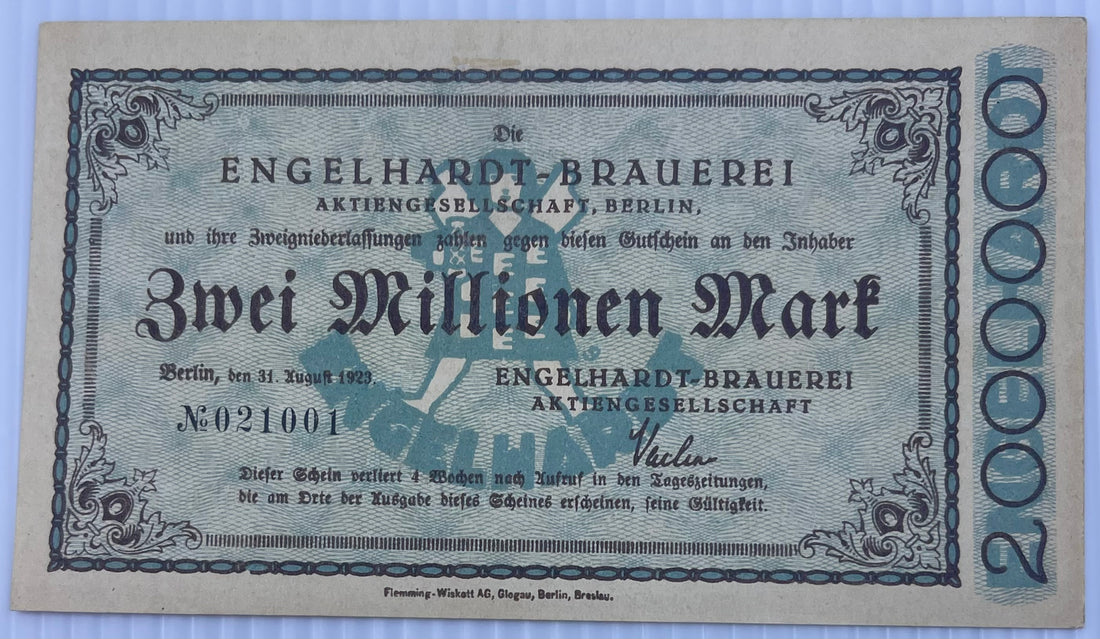 Die
ENGELHARDT-BRAUEREI
AKTIENGESELLSCHAFT, BERLIN,
und ihre Zweigniederlassungen zahlen gegen diesen Gutschein an den Inhaber
Zwei Millionen Mark
Berlin, den 31. August 1923.
ENGELHARDT-BRAUEREI
AKTIENGESELLSCHAFT
№ 021001
Dieser Schein verliert 4 Wochen nach Aufruf in den Tageszeitungen,
die am Orte der Ausgabe dieses Scheines erscheinen, seine Gültigkeit.
Flemming-Wiskott AG, Glogau, Berlin, Breslau.
2000000